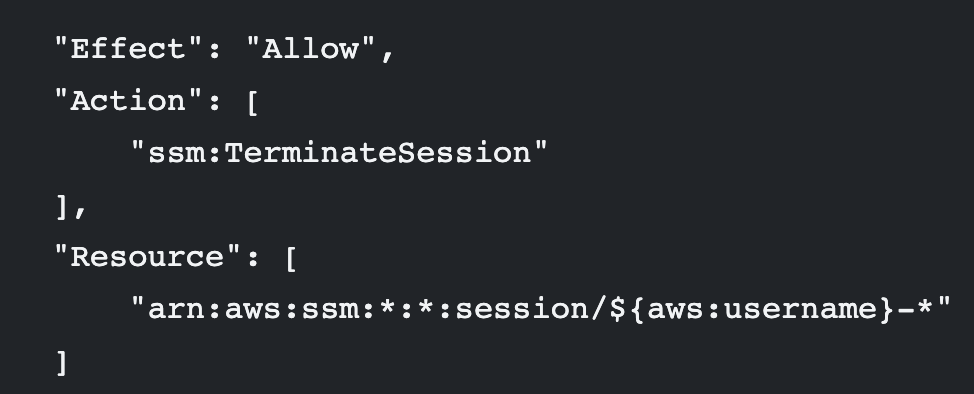 "Effect": "Allow",
"Action": [
"ssm:TerminateSession"
],
"Resource": [
"arn:aws:ssm:*:*:session/${aws:username}-*"
]